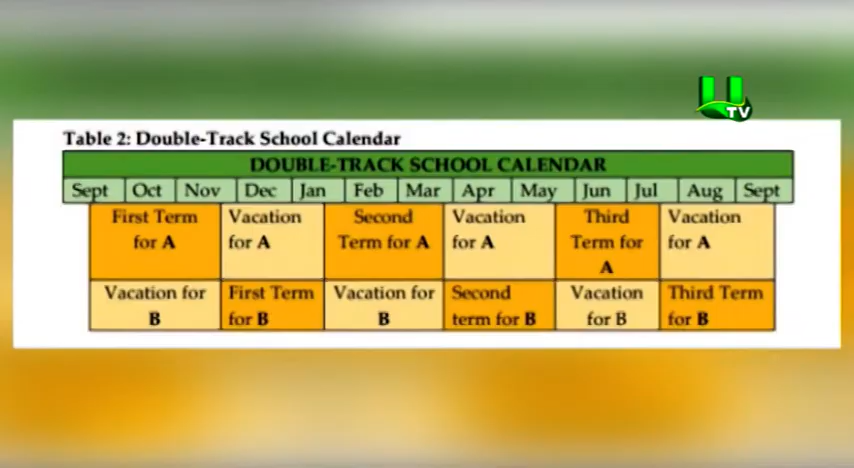 U
TV
Table 2: Double-Track School Calendar
DOUBLE-TRACK SCHOOL CALENDAR
Sept Oct Nov Dec Jan Feb Mar Apr May Jun Jul Aug Sept
First Term
for A
Vacation
for A
Second
Term for A
Vacation
for A
Third
Term for
A
Vacation
for A
Vacation for
B
First Term
for B
Vacation for
B
Second
term for B
Vacation
for B
Third Term
for B